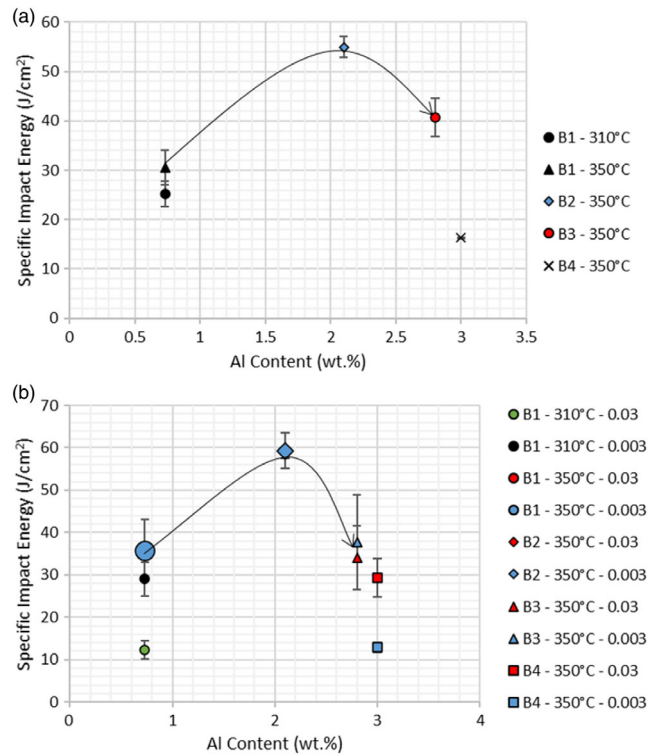 (a)
60
50
40
30
20
10
0
Specific Impact Energy (J/cm²)
0 0.5 1 1.5 2 2.5 3 3.5
Al Content (wt.%)
B1 - 310°C
B1 - 350°C
B2 - 350°C
B3 - 350°C
B4 - 350°C
(b)
70
60
50
40
30
20
10
0
Specific Impact Energy (J/cm²)
0 1 2 3 4
Al Content (wt.%)
B1 - 310°C - 0.03
B1 - 310°C - 0.003
B1 - 350°C - 0.03
B1 - 350°C - 0.003
B2 - 350°C - 0.03
B2 - 350°C - 0.003
B3 - 350°C - 0.03
B3 - 350°C - 0.003
B4 - 350°C - 0.03
B4 - 350°C - 0.003